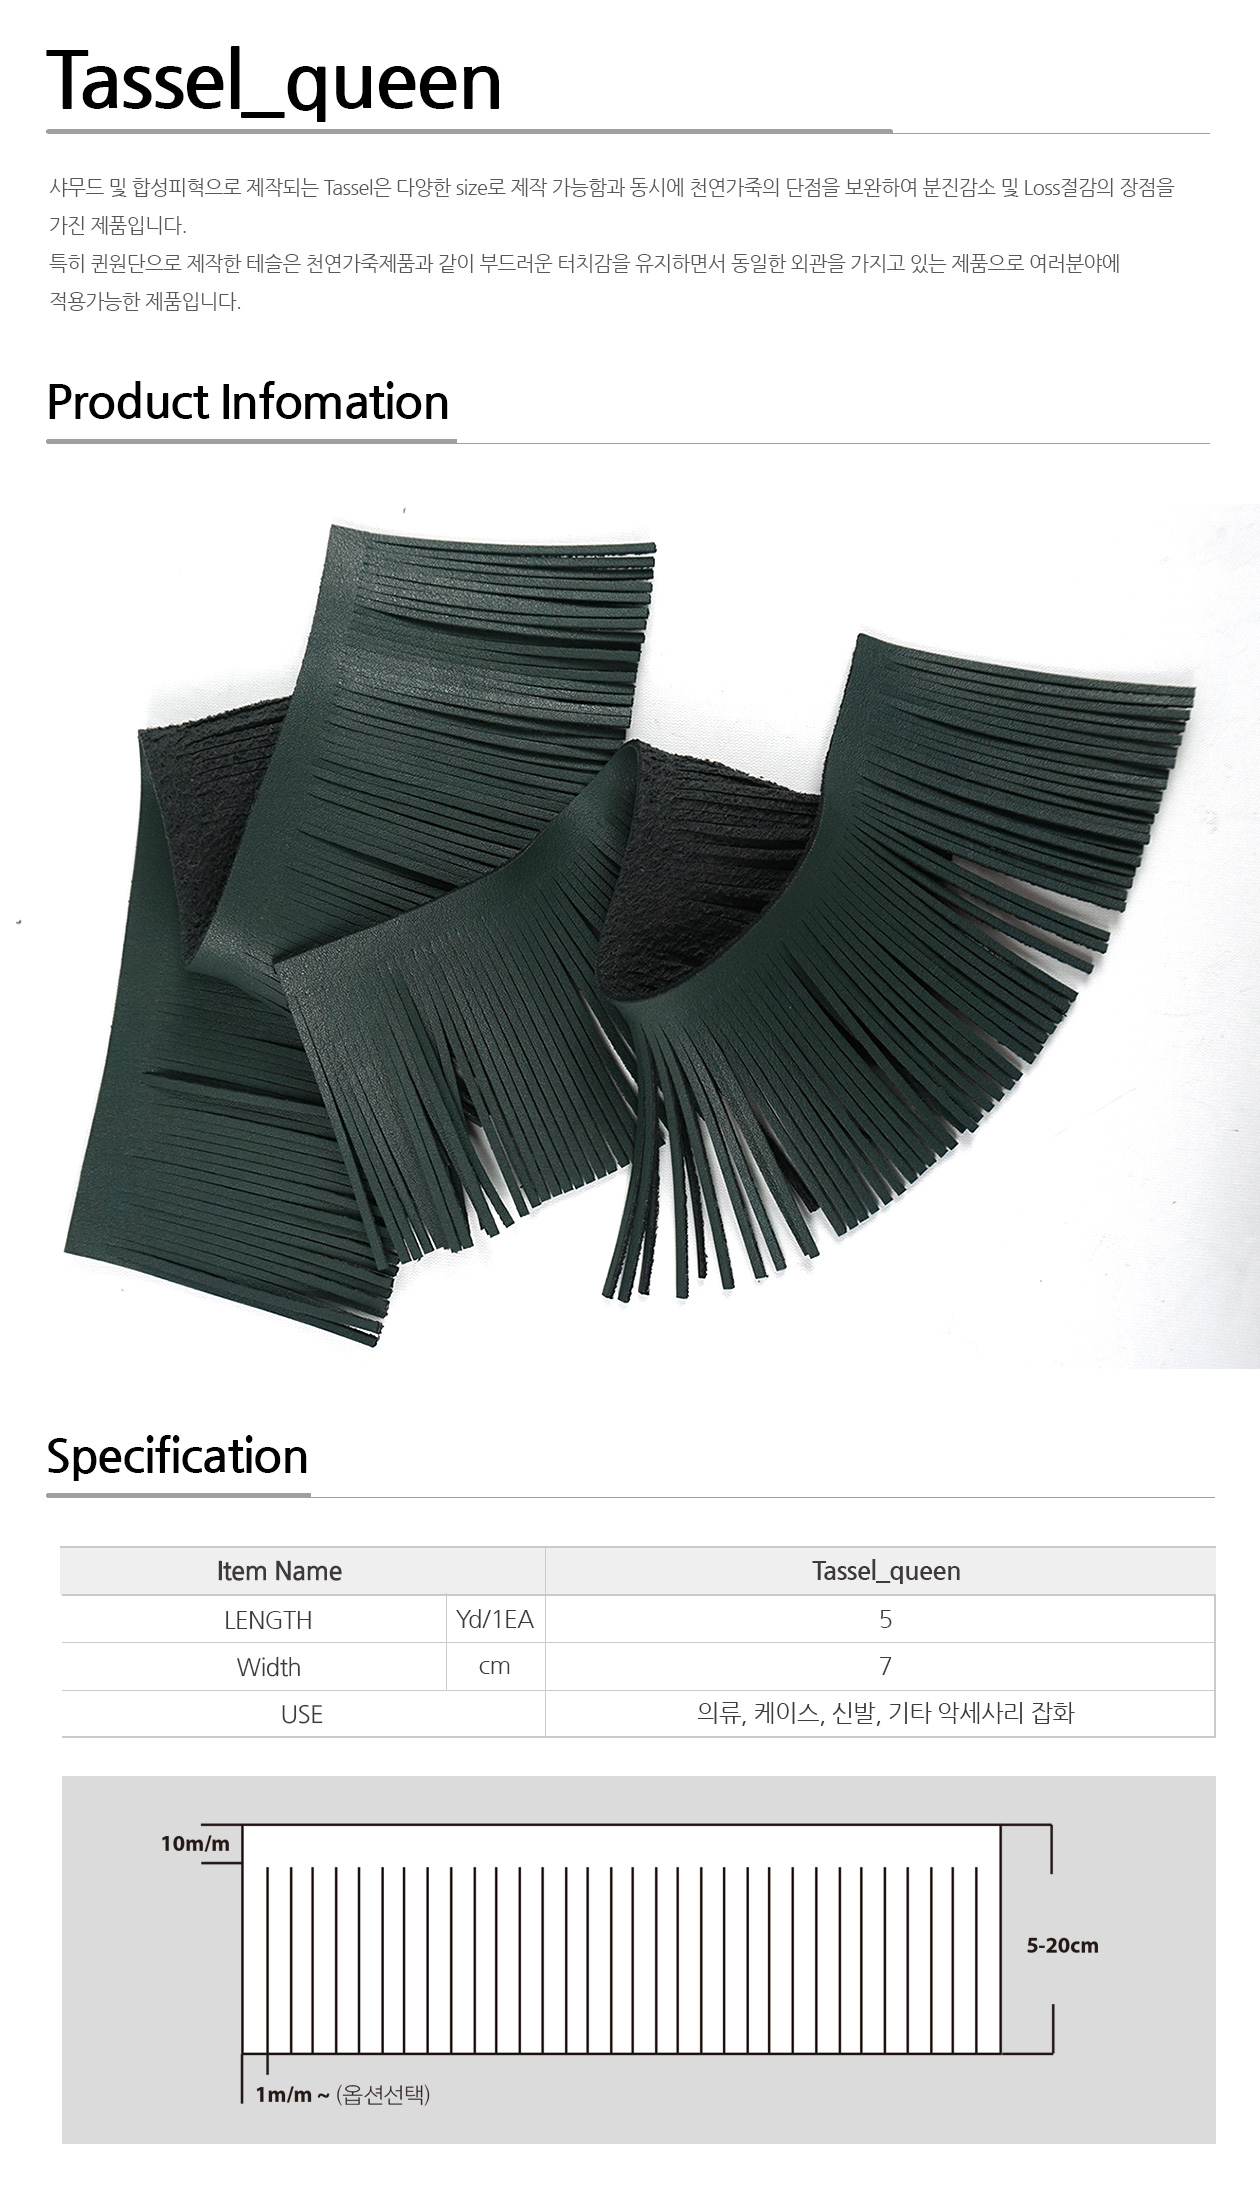 Tassel_queen
샤무드 및 합성피혁으로 제작되는 Tassel은 다양한 size로 제작 가능함과 동시에 천연가죽의 단점을 보완하여 분진감소 및 Loss절감의 장점을
가진 제품입니다.
특히 퀸원단으로 제작한 테슬은 천연가죽제품과 같이 부드러운 터치감을 유지하면서 동일한 외관을 가지고 있는 제품으로 여러분야에
적용가능한 제품입니다.
Product Infomation
Specification
Item Name Tassel_queen
LENGTH Yd/1EA 5
Width cm 7
USE 의류, 케이스, 신발, 기타 악세사리 잡화
10m/m
5-20cm
1m/m ~ (옵션선택)